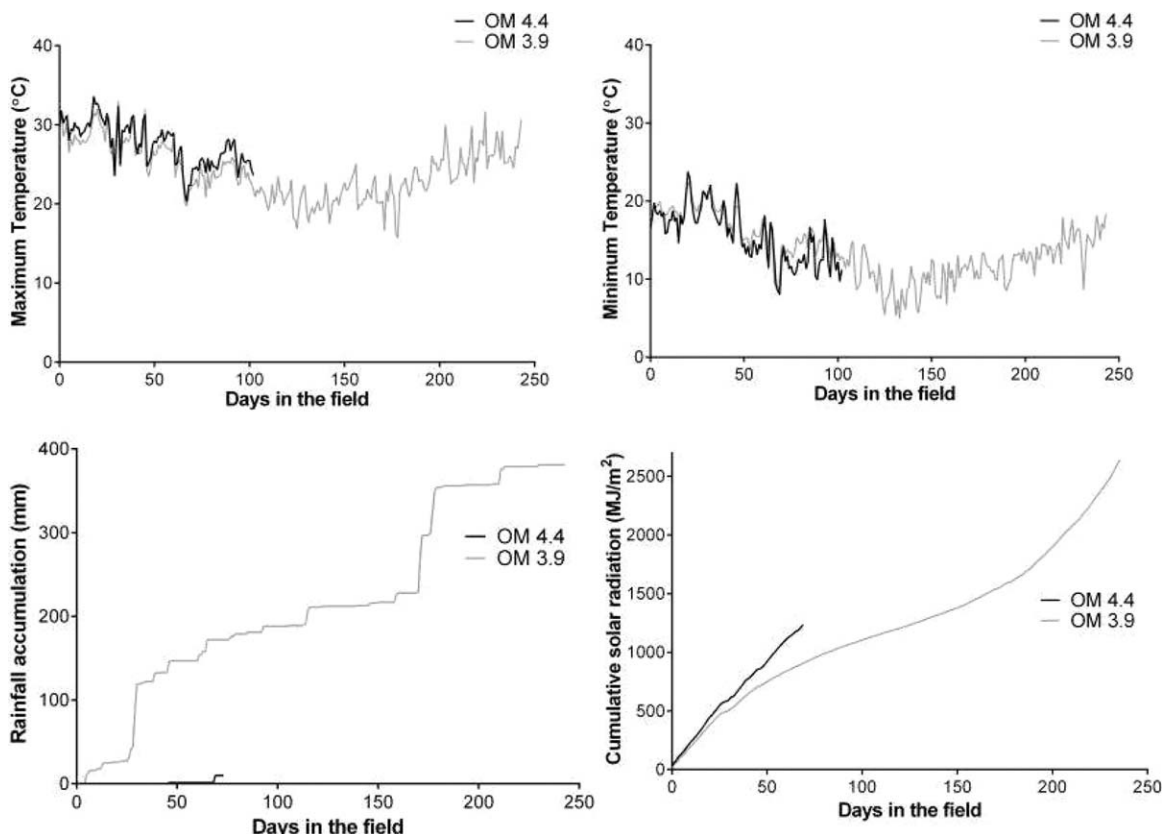 OM 4.4
OM 3.9
40
30
20
10
0
Maximum Temperature (°C)
0 50 100 150 200 250
Days in the field
OM 4.4
OM 3.9
40
30
20
10
0
Minimum Temperature (°C)
0 50 100 150 200 250
Days in the field
400
300
200
100
0
Rainfall accumulation (mm)
OM 4.4
OM 3.9
0 50 100 150 200 250
Days in the field
2500
2000
1500
1000
500
0
Cumulative solar radiation (MJ/m²)
OM 4.4
OM 3.9
0 50 100 150 200 250
Days in the field